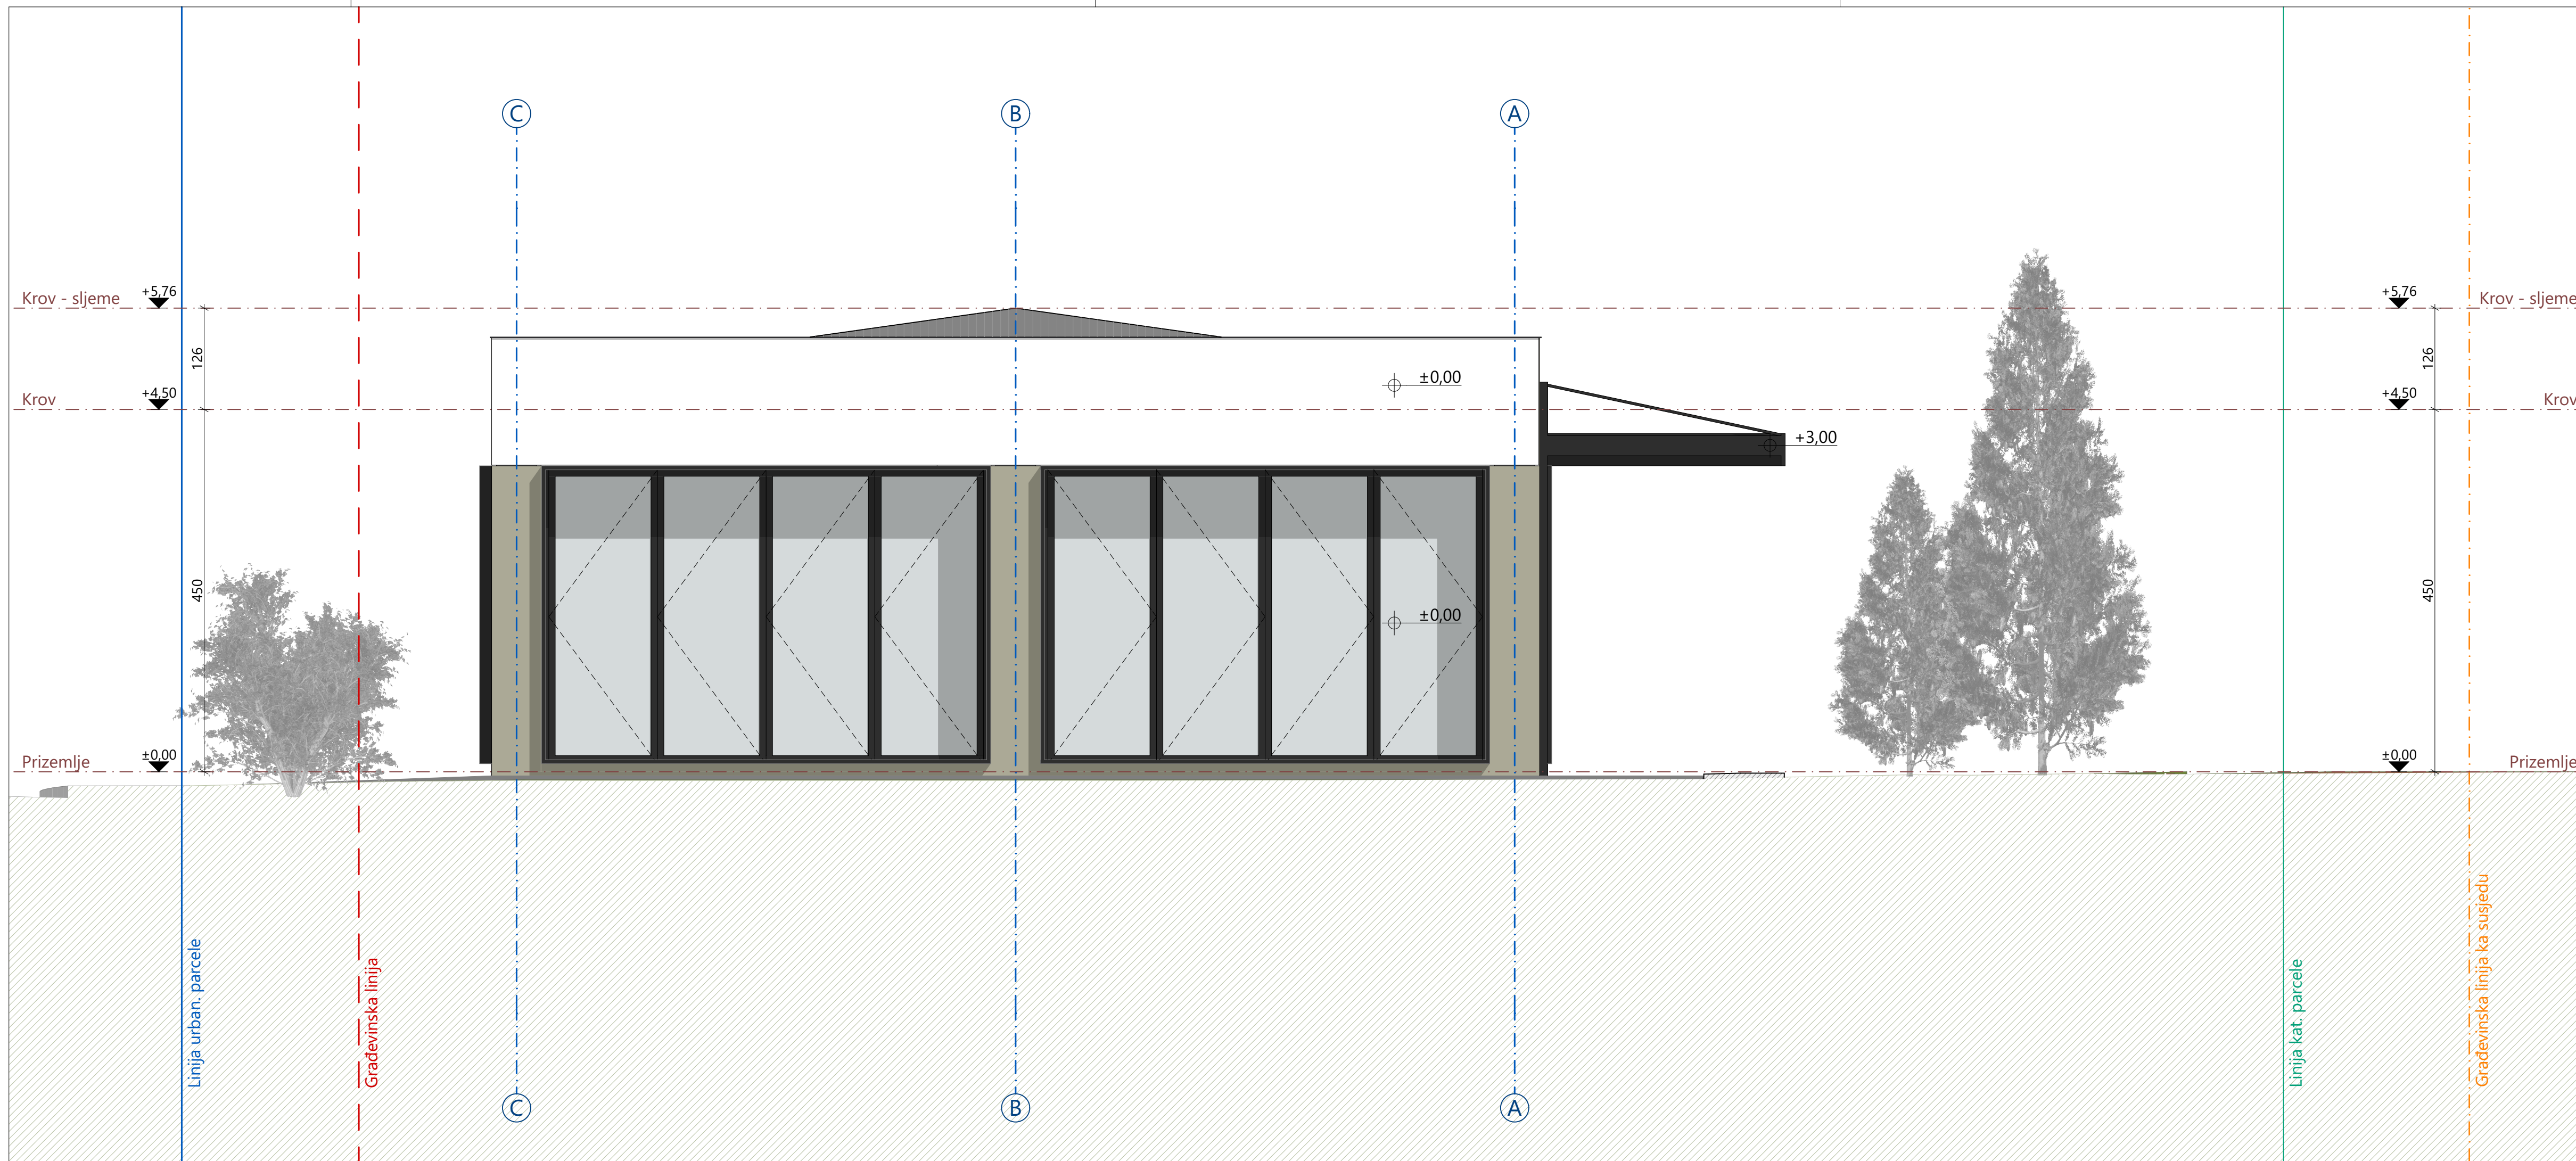 C B A
Krov - sljeme +5,76 +5,76 Krov - sljeme
126 126
±0,00
Krov +4,50 +4,50 Krov
+3,00
450 450
±0,00
Prizemlje ±0,00 ±0,00 Prizemlje
Linija urban. parcele
Građevinska linija
Linija kat. parcele
Građevinska linija ka susjedu
C B A